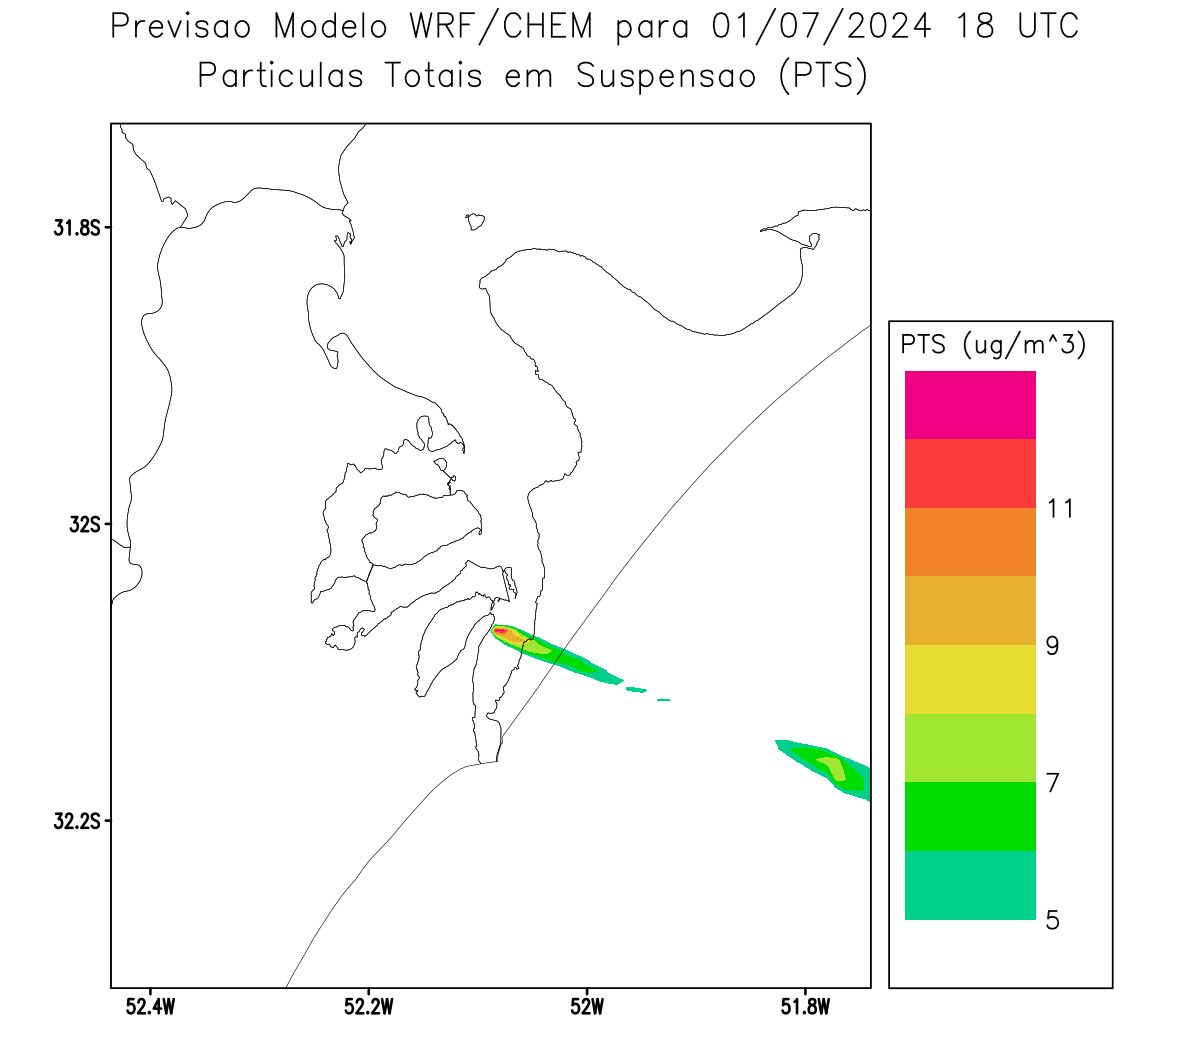 Previsao Modelo WRF/CHEM para 01/07/2024 18 UTC
Particulas Totais em Suspensao (PTS)
31.8S
32S
32.2S
52.4W
52.2W
52W
51.8W
PTS (ug/m^3)
11
9
7
5